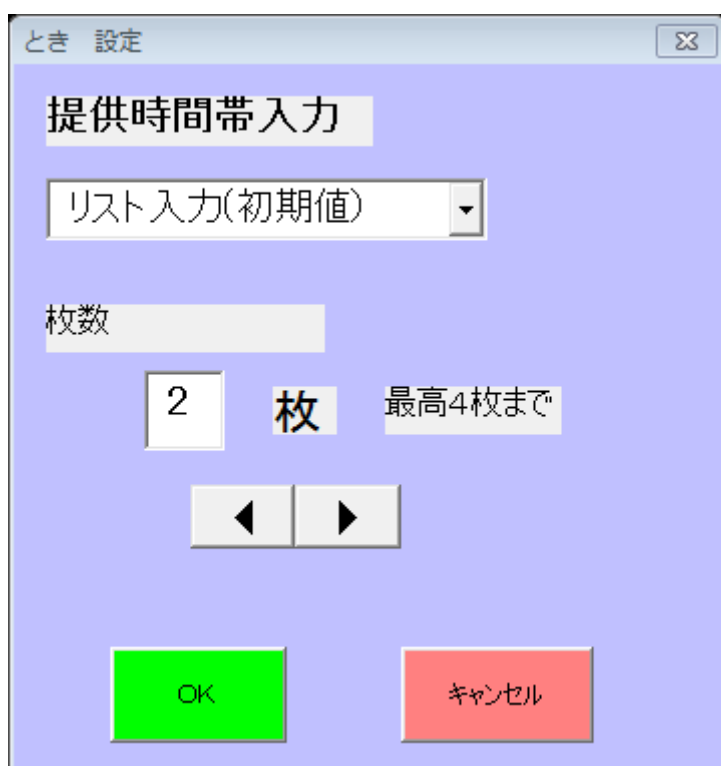 とき 設定
提供時間帯入力
リスト入力(初期値)
枚数
2 枚 最高4枚まで
OK キャンセル